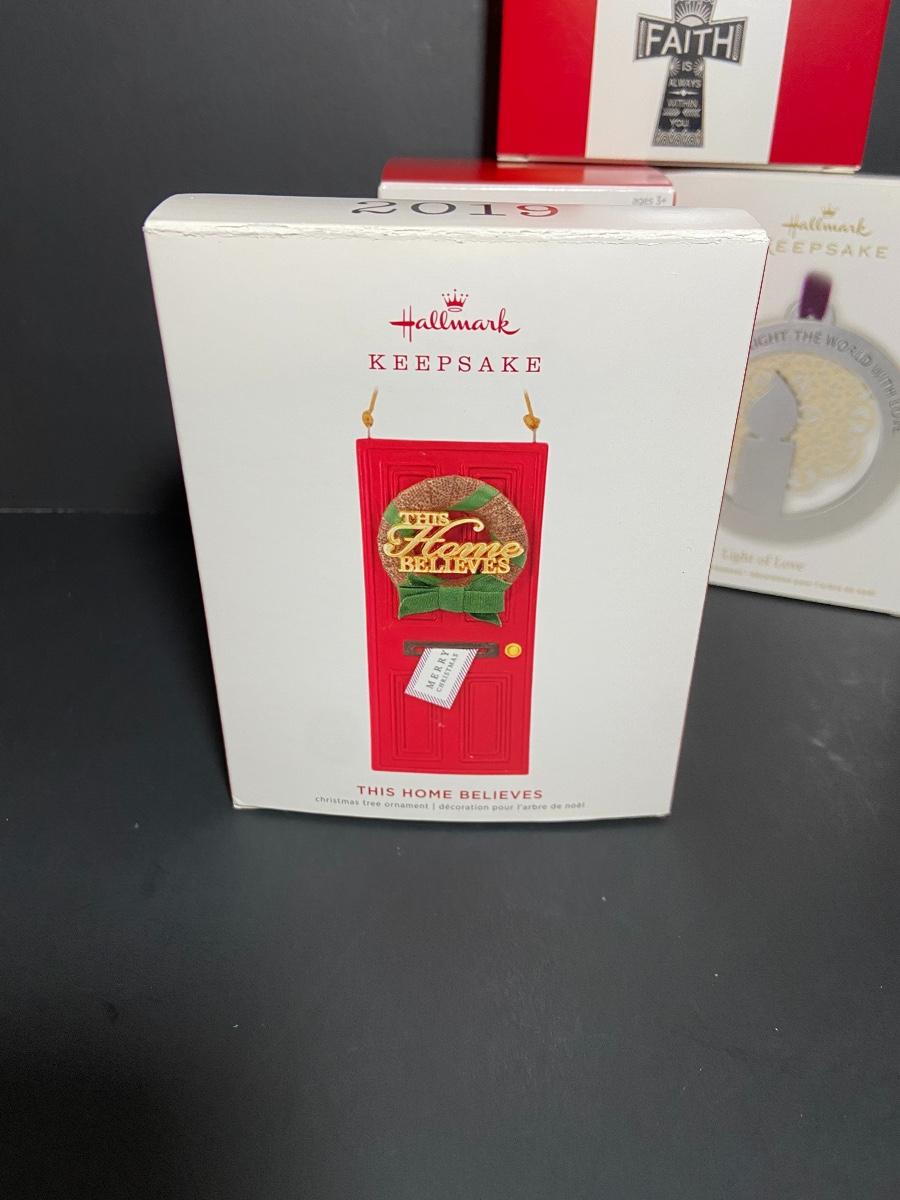 FAITH
IS
ALWAYS
WITHIN
YOU
ages 3+
2019
Hallmark
KEEPSAKE
THIS
Home
BELIEVES
MERRY
CHRISTMAS
THIS HOME BELIEVES
christmas tree ornament | décoration pour l'arbre de noël
Hallmark
KEEPSAKE
LIGHT THE WORLD WITH LOVE
Light of Love